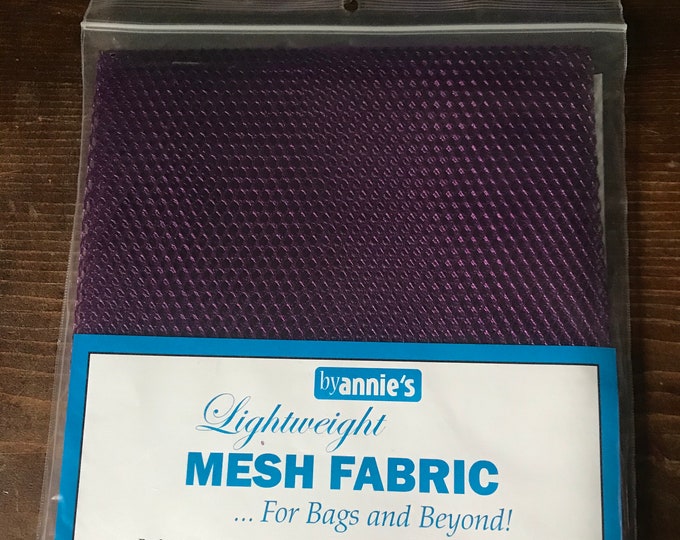 byannie's
Lightweight
MESH FABRIC
... For Bags and Beyond!